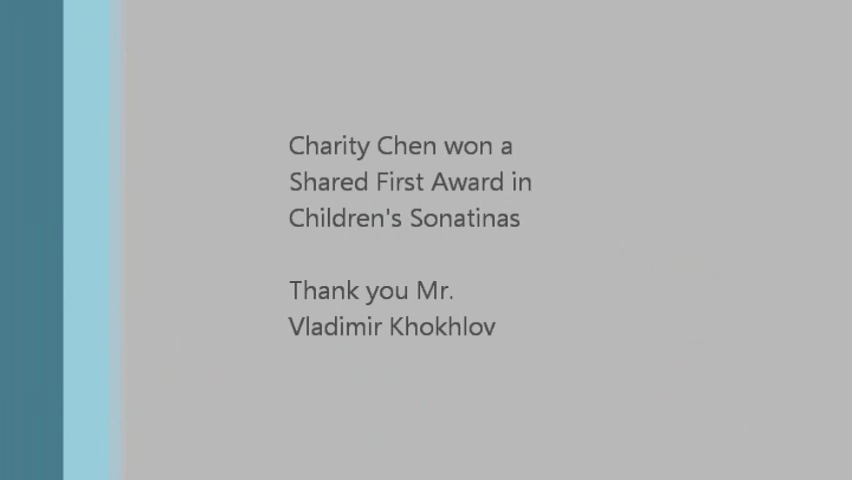 Charity Chen won a
Shared First Award in
Children's Sonatinas
Thank you Mr.
Vladimir Khokhlov